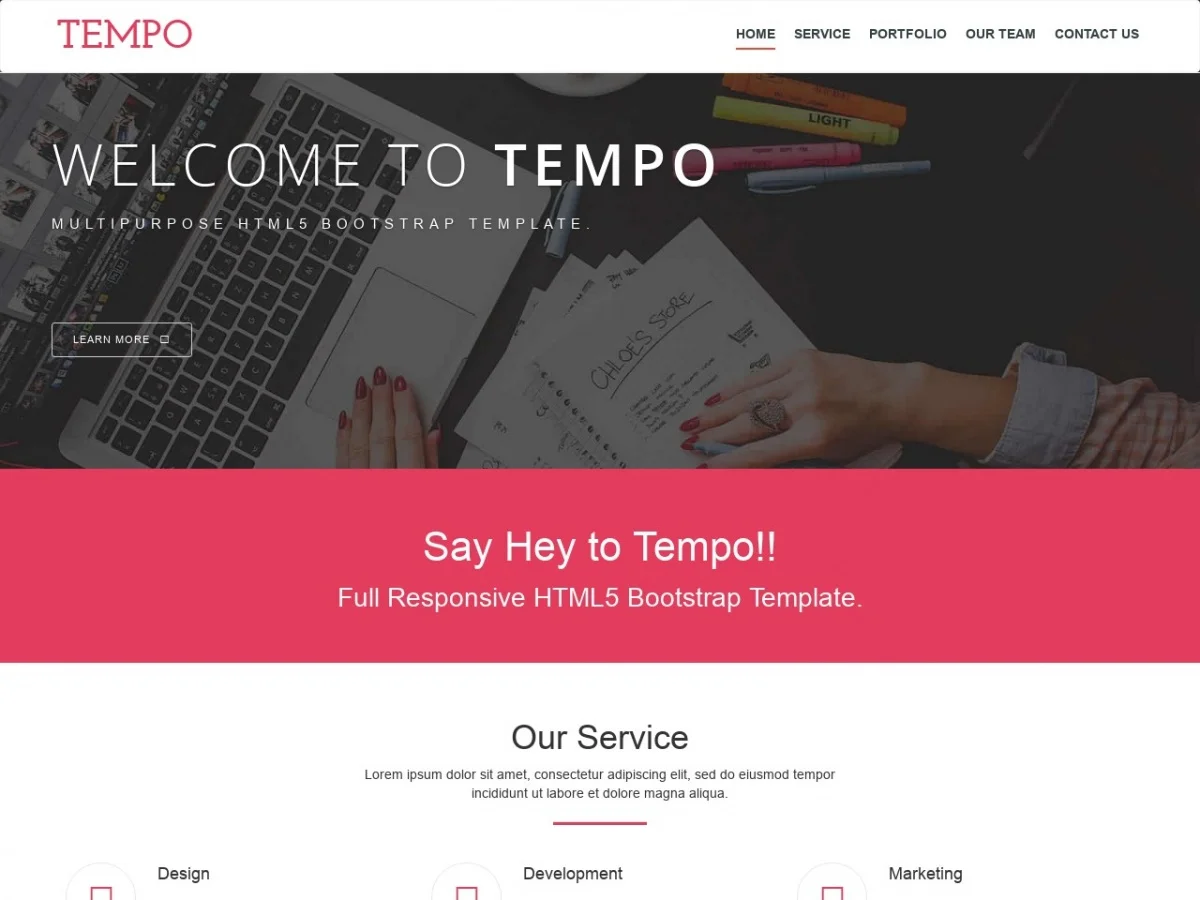 TEMPO
HOME SERVICE PORTFOLIO OUR TEAM CONTACT US
LIGHT
WELCOME TO TEMPO
MULTIPURPOSE HTML5 BOOTSTRAP TEMPLATE.
CHLOE'S STORE
LEARN MORE
Say Hey to Tempo!!
Full Responsive HTML5 Bootstrap Template.
Our Service
Lorem ipsum dolor sit amet, consectetur adipiscing elit, sed do eiusmod tempor
incididunt ut labore et dolore magna aliqua.
Design Development Marketing